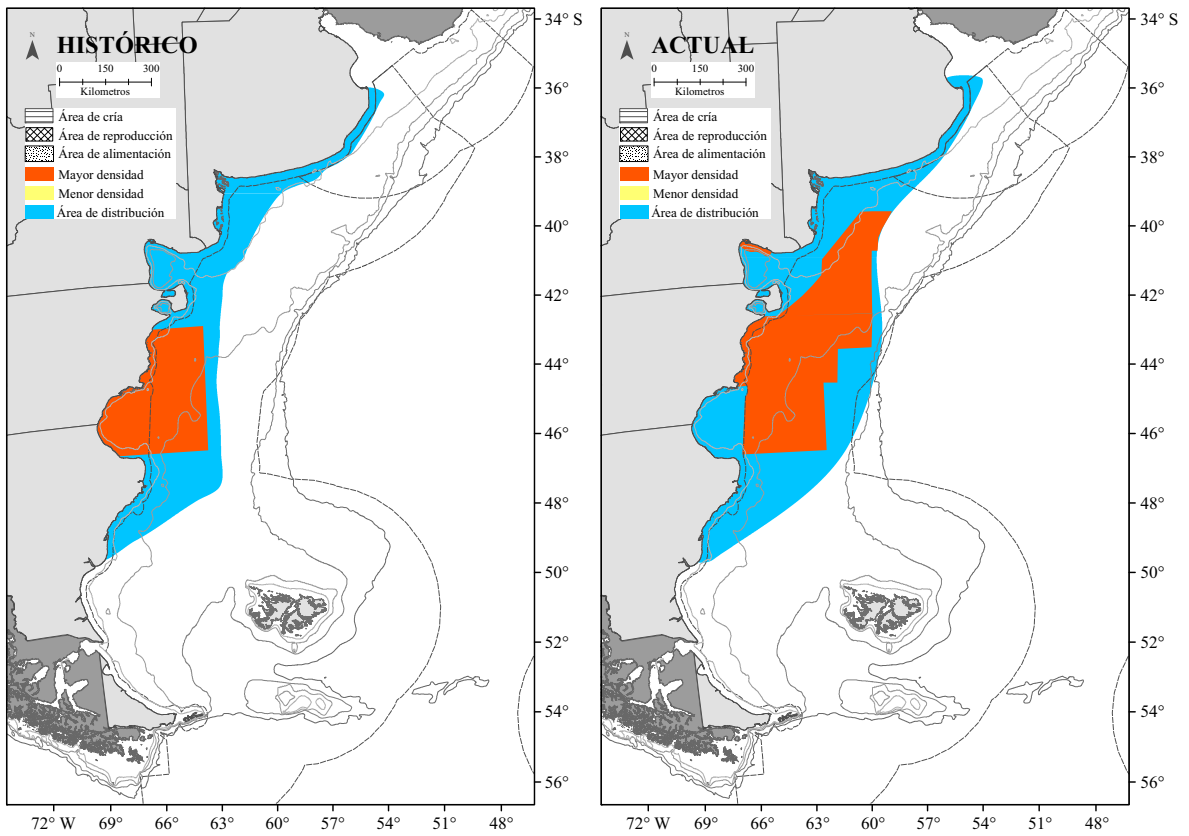 N
HISTÓRICO
0 150 300
Kilometros
Área de cría
Área de reproducción
Área de alimentación
Mayor densidad
Menor densidad
Área de distribución
N
ACTUAL
0 150 300
Kilometros
Área de cría
Área de reproducción
Área de alimentación
Mayor densidad
Menor densidad
Área de distribución
34° S
36°
38°
40°
42°
44°
46°
48°
50°
52°
54°
56°
34° S
36°
38°
40°
42°
44°
46°
48°
50°
52°
54°
56°
72° W 69° 66° 63° 60° 57° 54° 51° 48°
72° W 69° 66° 63° 60° 57° 54° 51° 48°